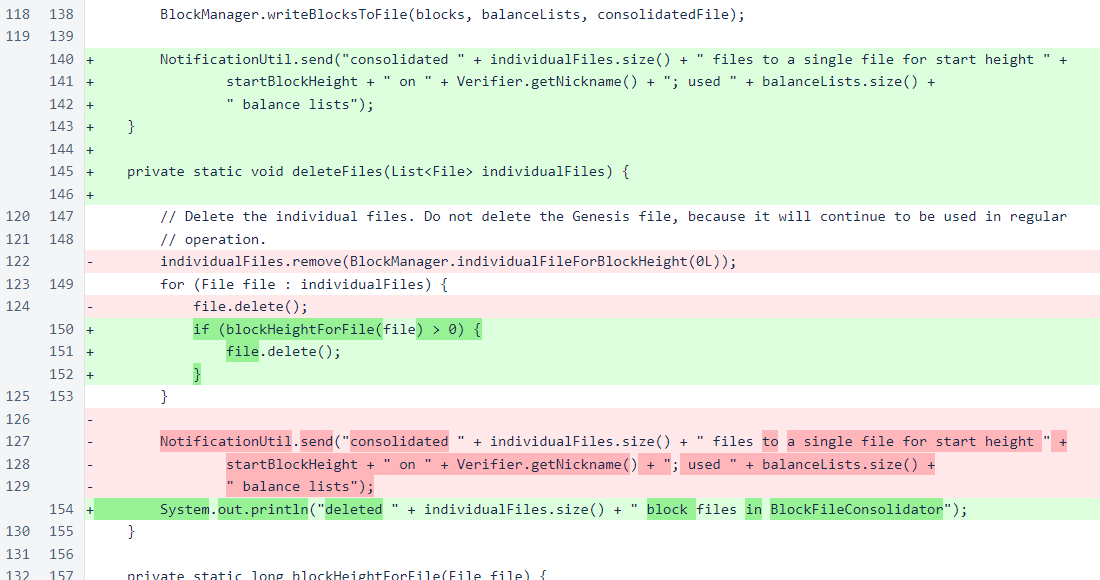 118 138 BlockManager.writeBlocksToFile(blocks, balanceLists, consolidatedFile);
119 139
140 + NotificationUtil.send("consolidated " + individualFiles.size() + " files to a single file for start height " +
141 + startBlockHeight + " on " + Verifier.getNickname() + "; used " + balanceLists.size() +
142 + " balance lists");
143 + }
144 +
145 + private static void deleteFiles(List<File> individualFiles) {
146 +
120 147 // Delete the individual files. Do not delete the Genesis file, because it will continue to be used in regular
121 148 // operation.
122 - individualFiles.remove(BlockManager.individualFileForBlockHeight(0L));
123 149 for (File file : individualFiles) {
124 - file.delete();
150 + if (blockHeightForFile(file) > 0) {
151 + file.delete();
152 + }
125 153 }
126 -
127 - NotificationUtil.send("consolidated " + individualFiles.size() + " files to a single file for start height " +
128 - startBlockHeight + " on " + Verifier.getNickname() + "; used " + balanceLists.size() +
129 - " balance lists");
154 + System.out.println("deleted " + individualFiles.size() + " block files in BlockFileConsolidator");
130 155 }
131 156
132 157 private static long blockHeightForFile(File file) {